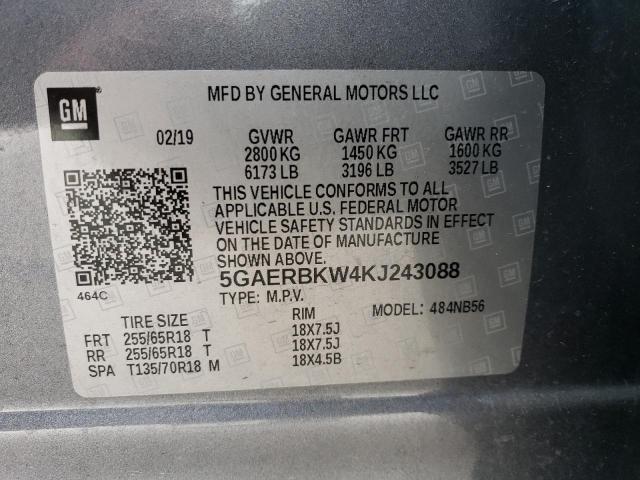 GM
MFD BY GENERAL MOTORS LLC
02/19 GVWR GAWR FRT GAWR RR
2800 KG 1450 KG 1600 KG
6173 LB 3196 LB 3527 LB
THIS VEHICLE CONFORMS TO ALL
APPLICABLE U.S. FEDERAL MOTOR
VEHICLE SAFETY STANDARDS IN EFFECT
ON THE DATE OF MANUFACTURE
SHOWN ABOVE.
464C
5GAERBKW4KJ243088
TYPE: M.P.V. MODEL: 484NB56
TIRE SIZE RIM
FRT 255/65R18 T 18X7.5J
RR 255/65R18 T 18X7.5J
SPA T135/70R18 M 18X4.5B